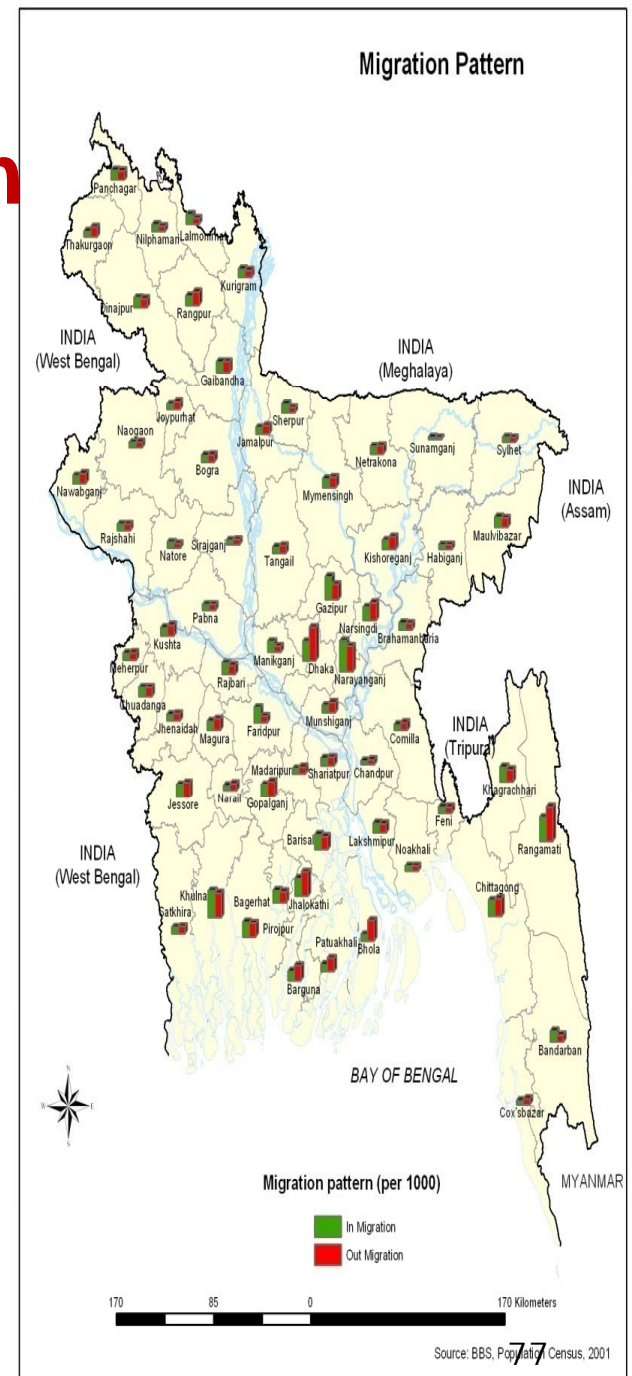 Migration Pattern
n
Panchagar
Thakurgaon
Nilphamari
Kurigram
Dinajpur
Rangpur
INDIA
(West Bengal)
INDIA
(Meghalaya)
Gaibandha
Joypurhat
Sherpur
Naogaon
Jamalpur
Bogra
Netrakona
Sunamganj
Sylhet
Nawabganj
Mymensingh
INDIA
(Assam)
Rajshahi
Natore
Sirajganj
Tangail
Kishoreganj
Habiganj
Maulvibazar
Pabna
Gazipur
Narsingdi
Kushta
Brahamanbaria
Meherpur
Rajbari
Manikganj
Dhaka
Narayanganj
Chuadanga
Jhenaidah
Magura
Faridpur
Munshiganj
Comilla
INDIA
(Tripura)
Madaripur
Shariatpur
Chandpur
Khagrachhari
Jessore
Narail
Gopalganj
Feni
Barisal
Lakshmipur
Noakhali
Rangamati
INDIA
(West Bengal)
Khulna
Satkhira
Bagerhat
Jhalokathi
Chittagong
Pirojpur
Patuakhali
Bhola
Barguna
Bandarban
BAY OF BENGAL
Cox'sbazar
MYANMAR
N
W
E
S
Migration pattern (per 1000)
In Migration
Out Migration
170 85 0 170 Kilometers
Source: BBS, Population Census, 2001
77